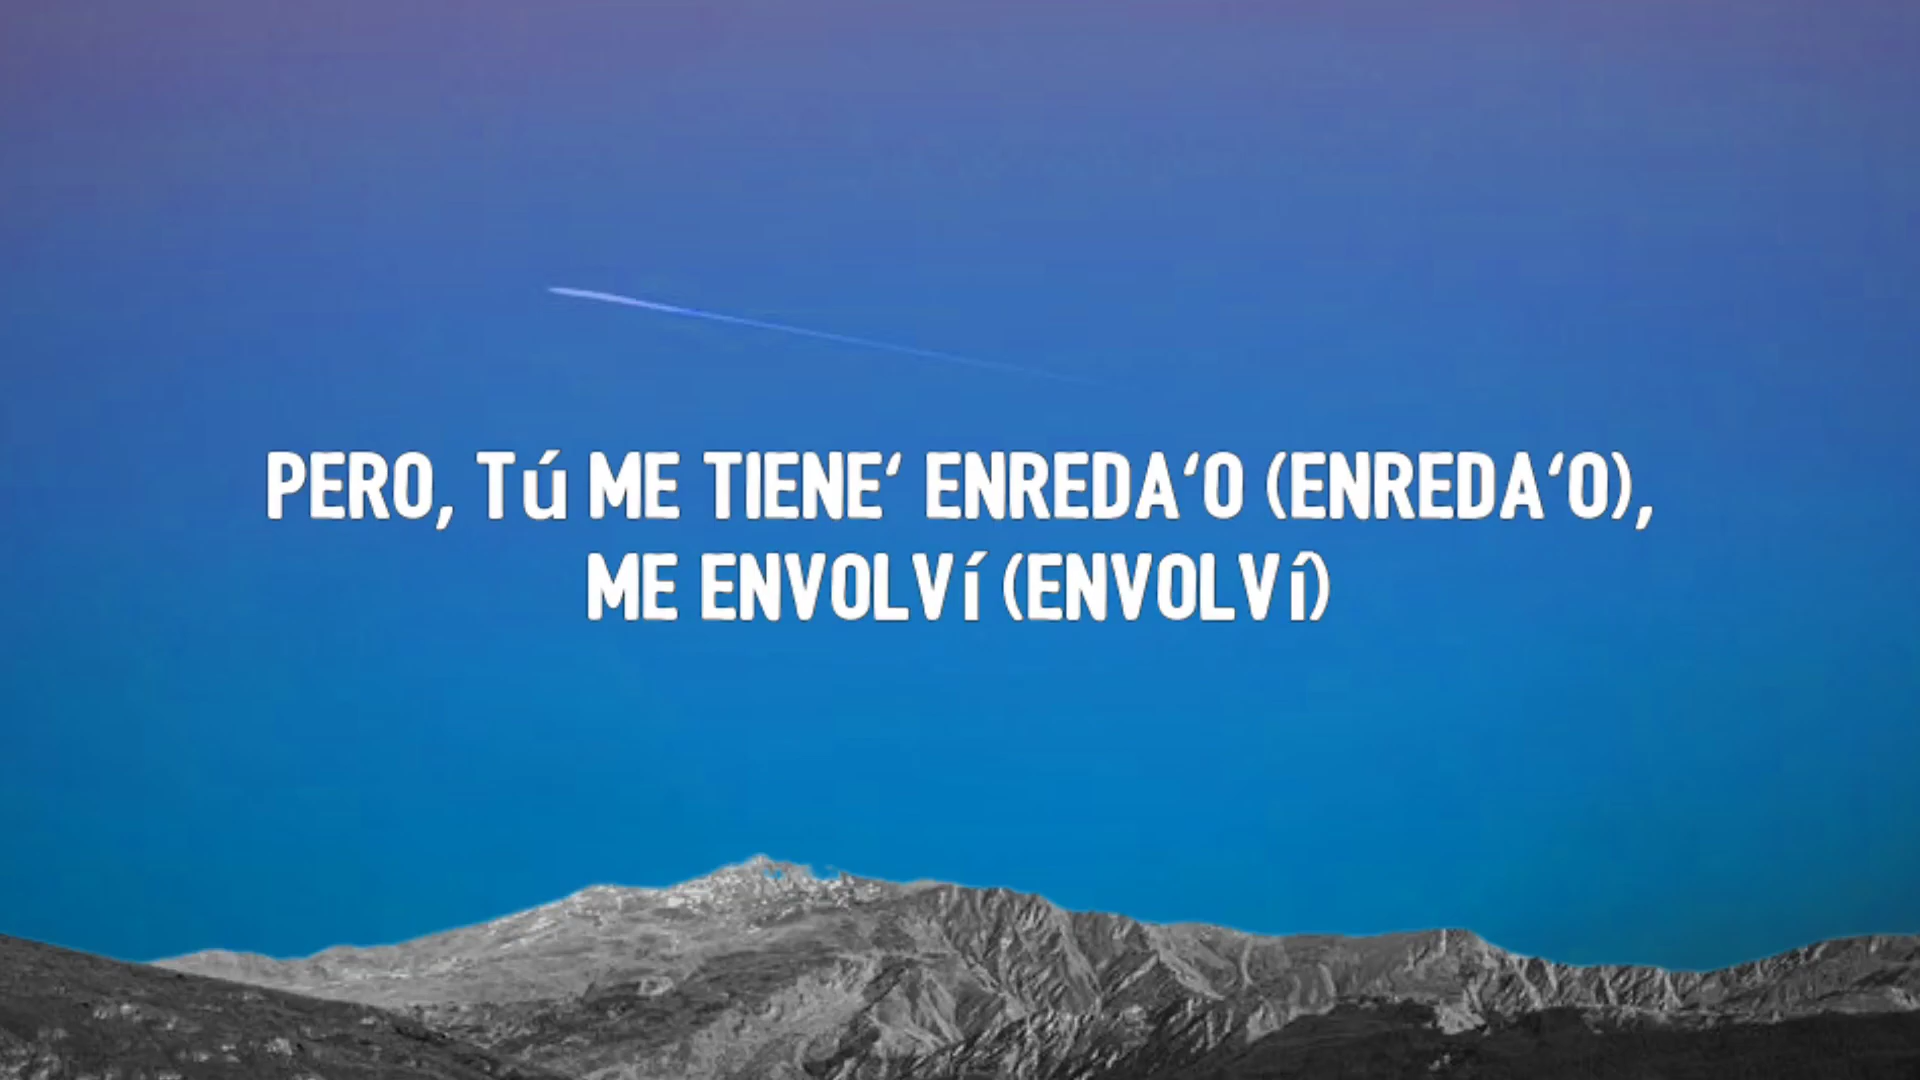 PERO, Tú ME TIENE‘ ENREDA‘O (ENREDA‘O),
ME ENVOLVí (ENVOLVí)